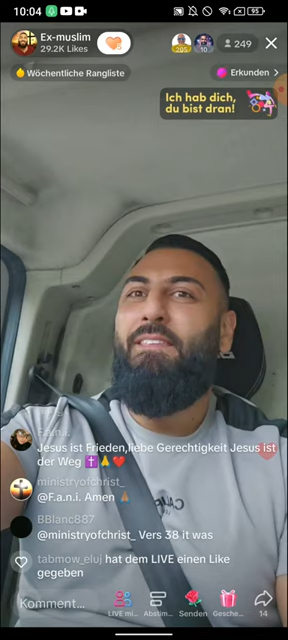 10:04
95
Ex-muslim
29.2K Likes
205
10
249
Wöchentliche Rangliste
Erkunden
Ich hab dich,
du bist dran!
F.a.n.i.
Jesus ist Frieden,liebe Gerechtigkeit Jesus ist
der Weg ✝️🙏❤️
ministryofchrist_
@F.a.n.i. Amen 🙏🏽
BBlanc887
@ministryofchrist_ Vers 38 it was
tabmow_eluj hat dem LIVE einen Like
gegeben
Komment...
LIVE mi...
Abstim...
Senden
Gesche...
14